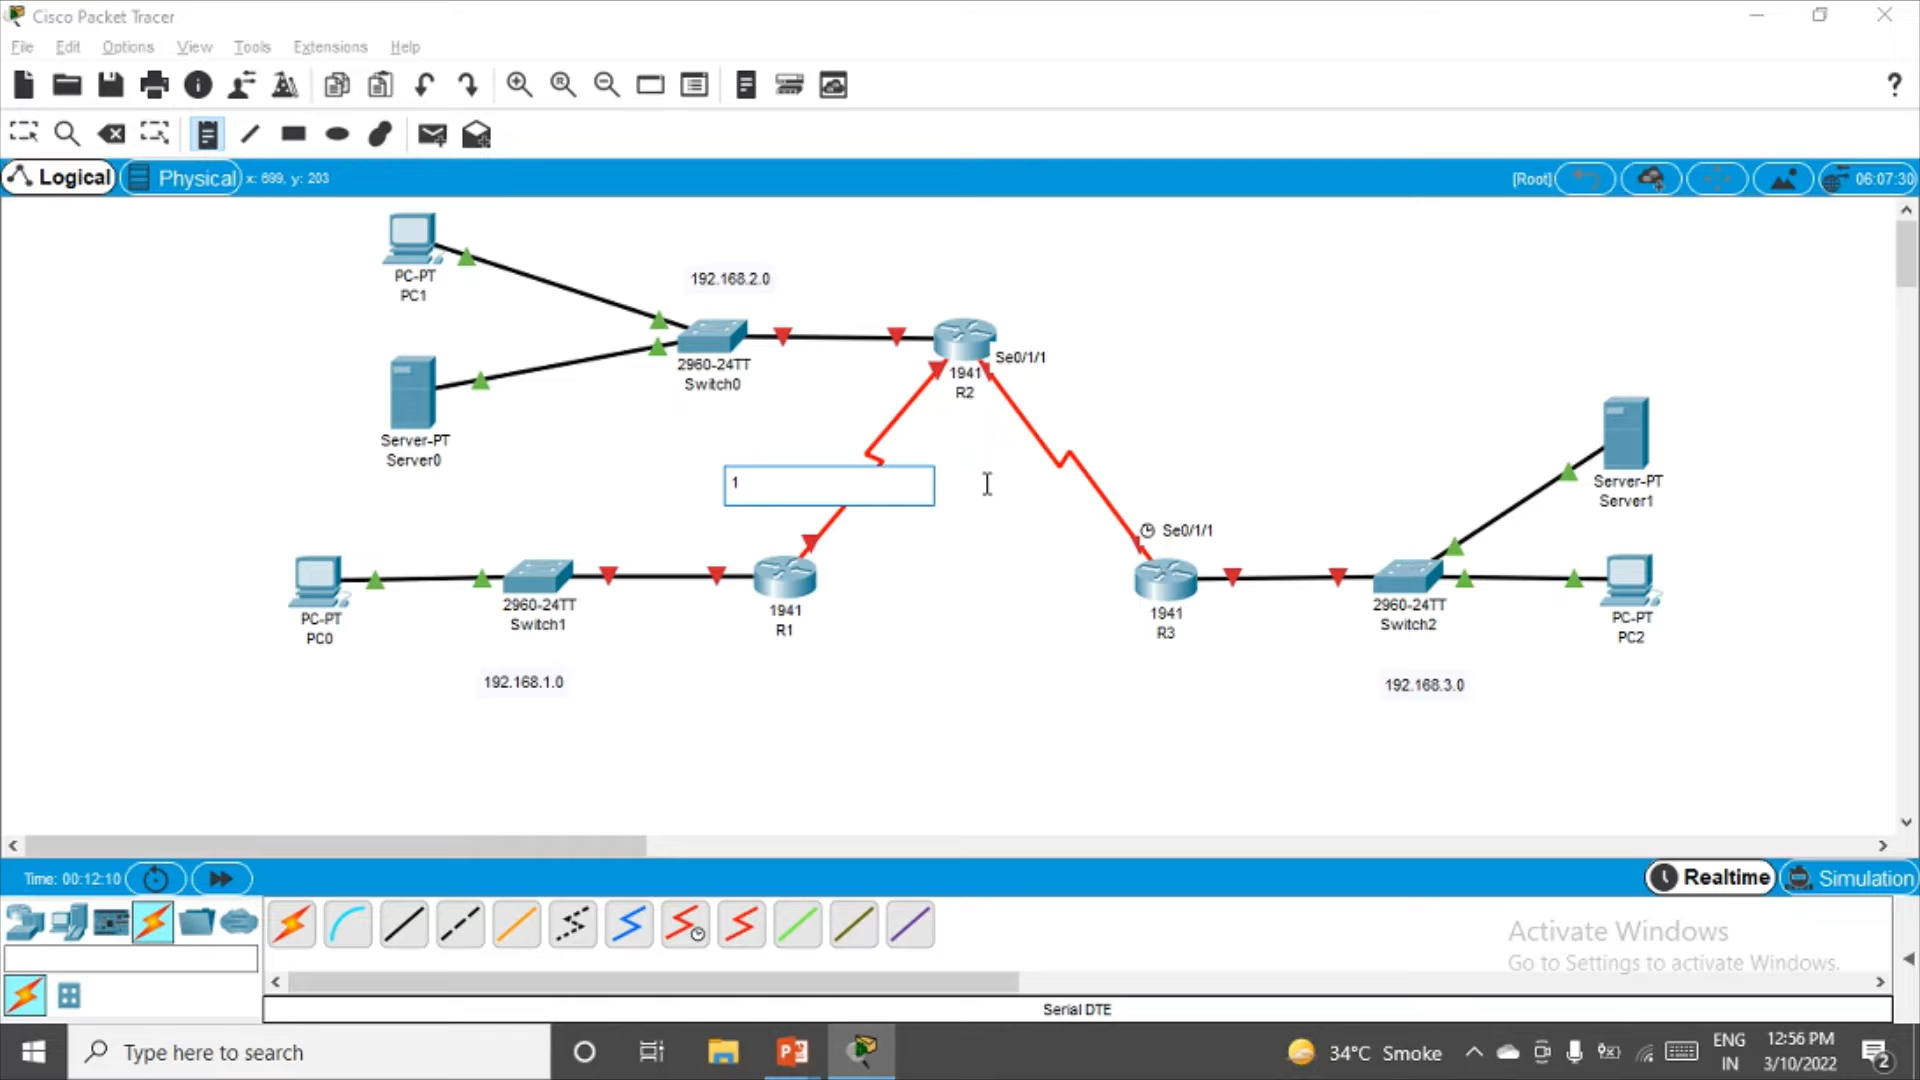 Cisco Packet Tracer
File Edit Options View Tools Extensions Help
?
Logical Physical x: 699, y: 203 [Root] 06:07:30
PC-PT
PC1
192.168.2.0
2960-24TT
Switch0
Se0/1/1
1941
R2
Server-PT
Server0
1
Server-PT
Server1
Se0/1/1
PC-PT
PC0
2960-24TT
Switch1
1941
R1
1941
R3
2960-24TT
Switch2
PC-PT
PC2
192.168.1.0
192.168.3.0
Time: 00:12:10 Realtime Simulation
Activate Windows
Go to Settings to activate Windows.
Serial DTE
Type here to search
34°C Smoke
ENG
IN
12:56 PM
3/10/2022
2